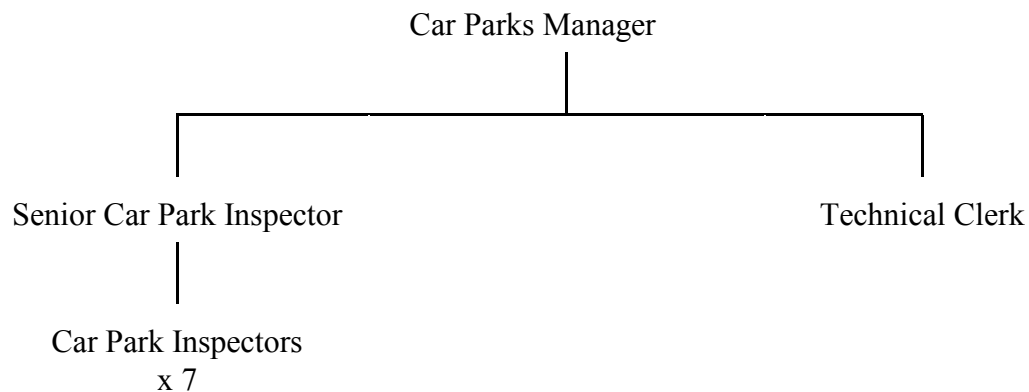 Car Parks Manager
Senior Car Park Inspector
Technical Clerk
Car Park Inspectors
x 7